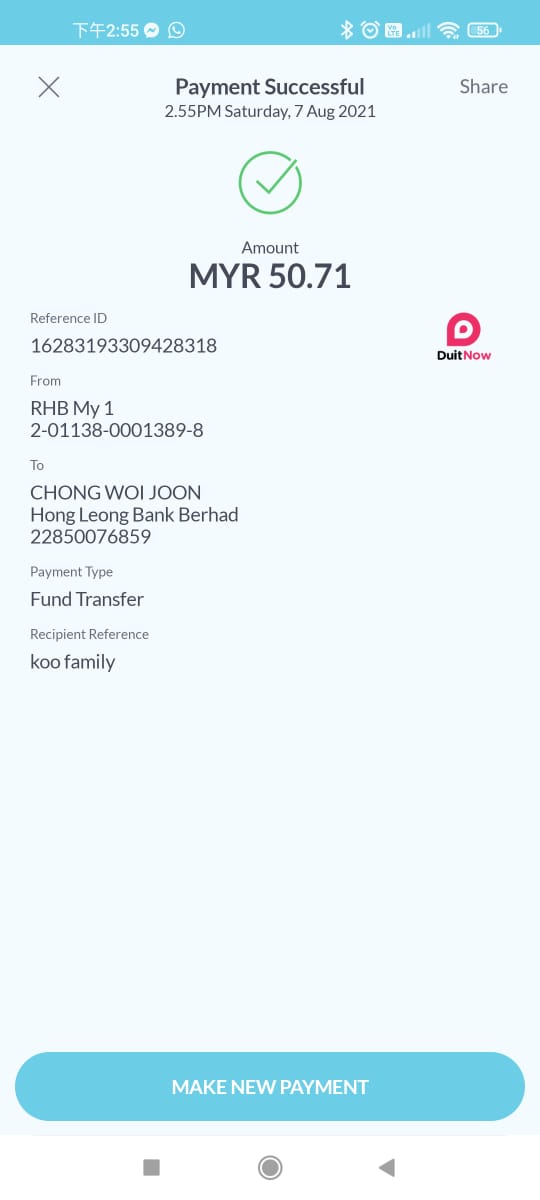 下午2:55
56
Payment Successful
Share
2.55PM Saturday, 7 Aug 2021
Amount
MYR 50.71
Reference ID
16283193309428318
DuitNow
From
RHB My 1
2-01138-0001389-8
To
CHONG WOI JOON
Hong Leong Bank Berhad
22850076859
Payment Type
Fund Transfer
Recipient Reference
koo family
MAKE NEW PAYMENT